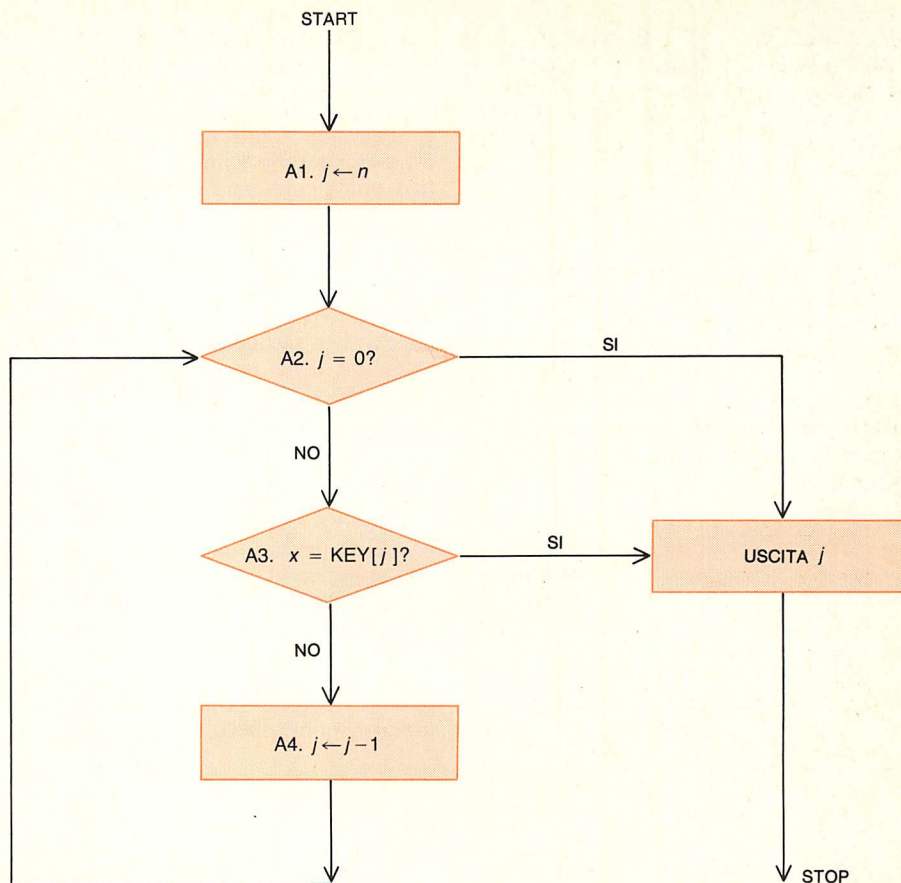 START
A1. j ← n
A2. j = 0?
SI
NO
A3. x = KEY[j]?
SI
USCITA j
NO
A4. j ← j − 1
STOP